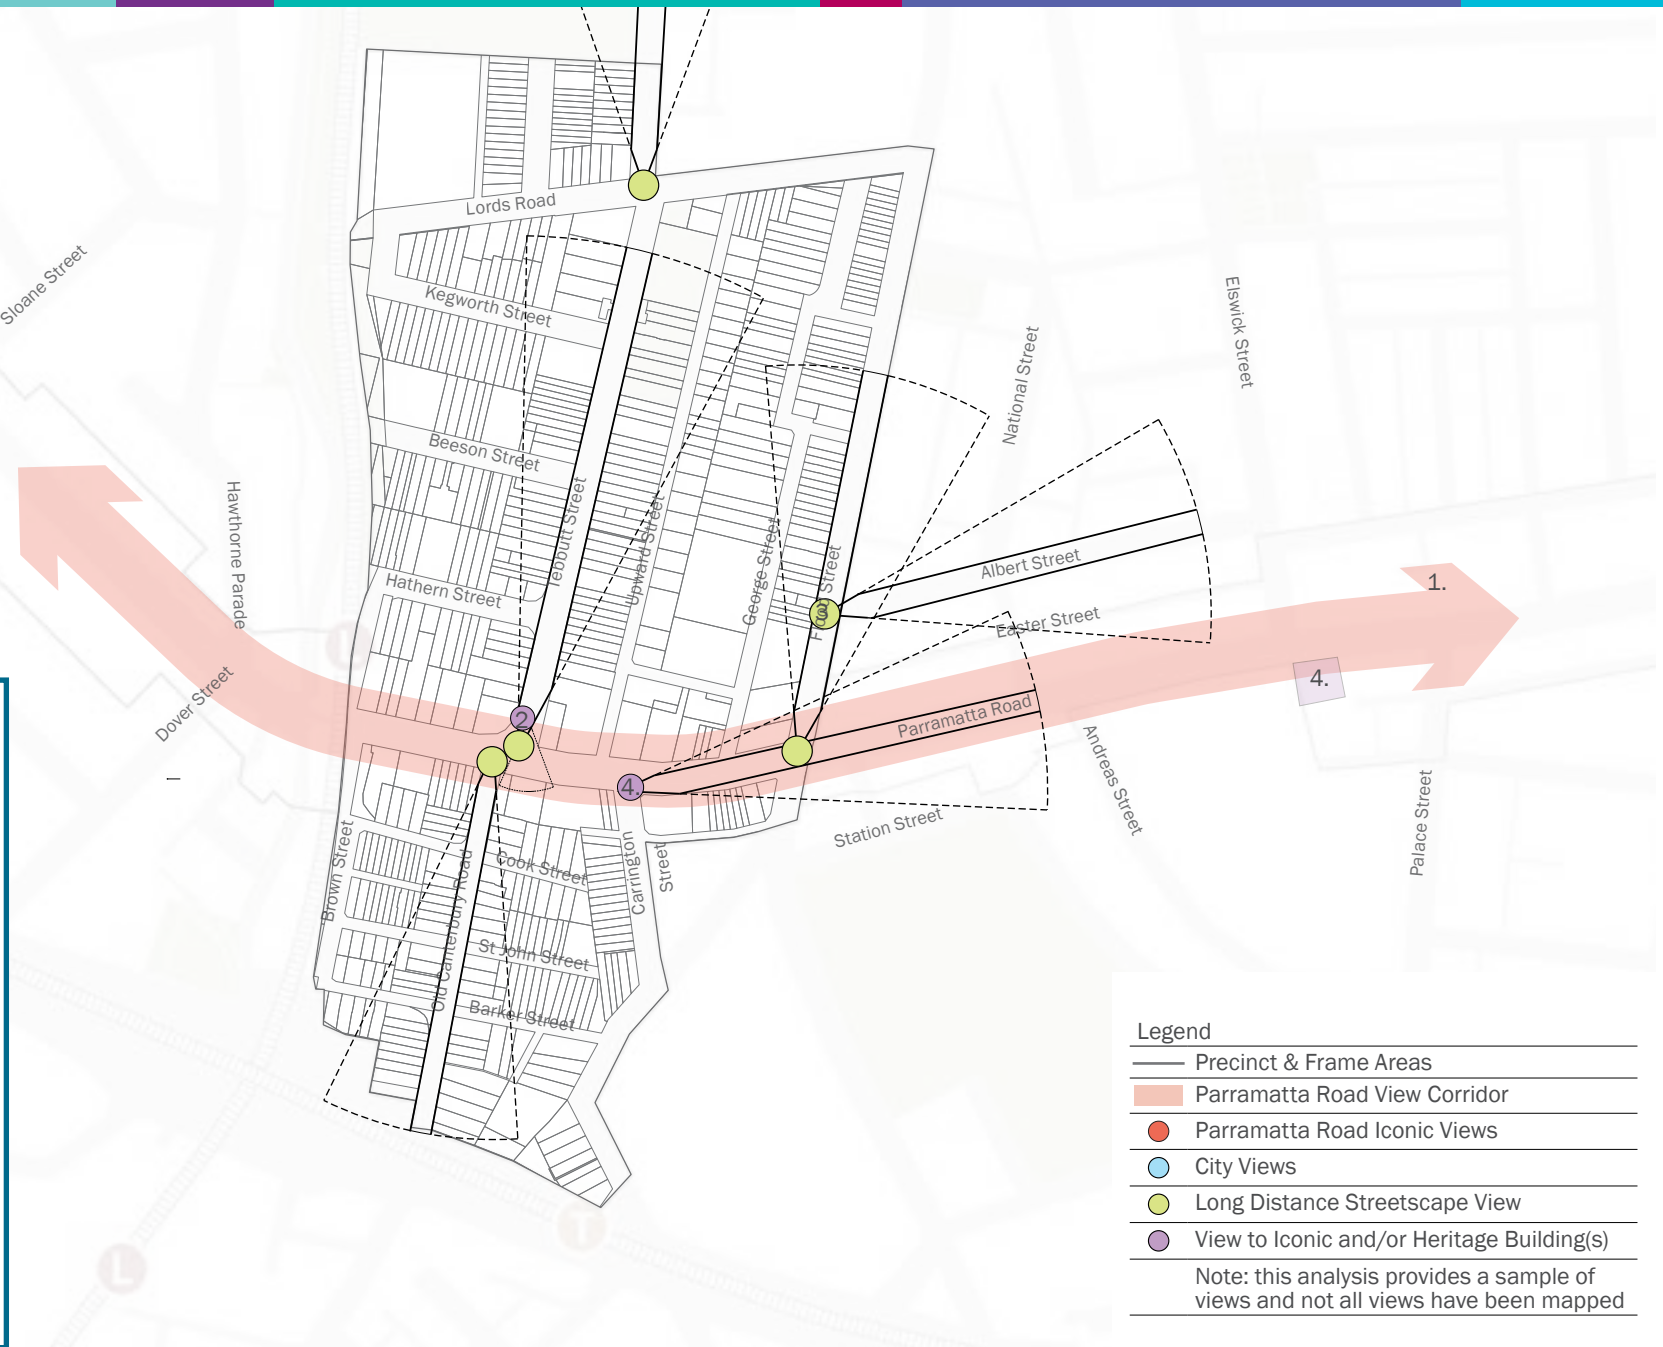 Lords Road
Sloane Street
Kegworth Street
Elswick Street
National Street
Beeson Street
Hawthorne Parade
Tebbutt Street
Upward Street
George Street
Street
Albert Street
Hathern Street
3
Easter Street
1.
L
4.
Dover Street
2
Parramatta Road
4.
Andreas Street
Station Street
Palace Street
Brown Street
Old Canterbury Road
Cook Street
Carrington
Street
St John Street
Barker Street
T
L
Legend
Precinct & Frame Areas
Parramatta Road View Corridor
Parramatta Road Iconic Views
City Views
Long Distance Streetscape View
View to Iconic and/or Heritage Building(s)
Note: this analysis provides a sample of
views and not all views have been mapped